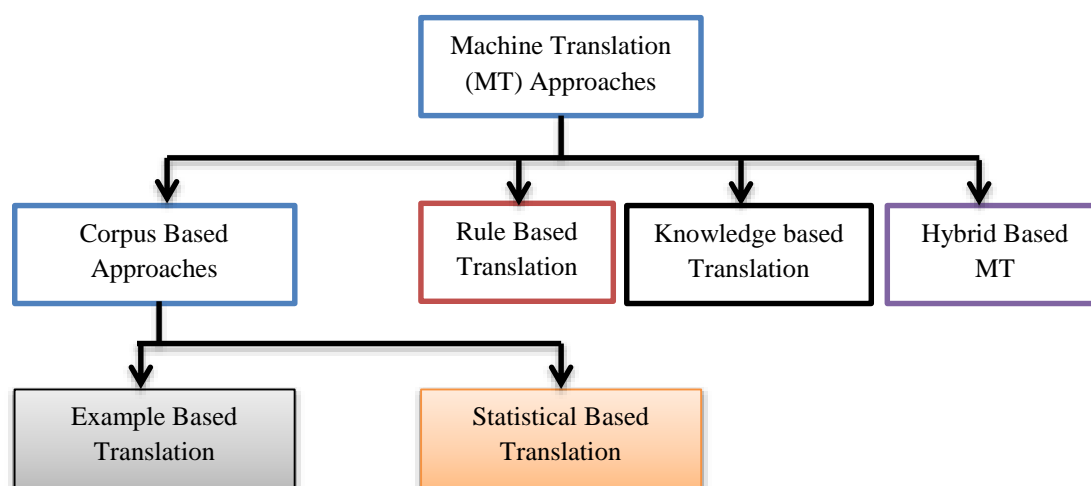 Machine Translation
(MT) Approaches
Corpus Based
Approaches
Rule Based
Translation
Knowledge based
Translation
Hybrid Based
MT
Example Based
Translation
Statistical Based
Translation